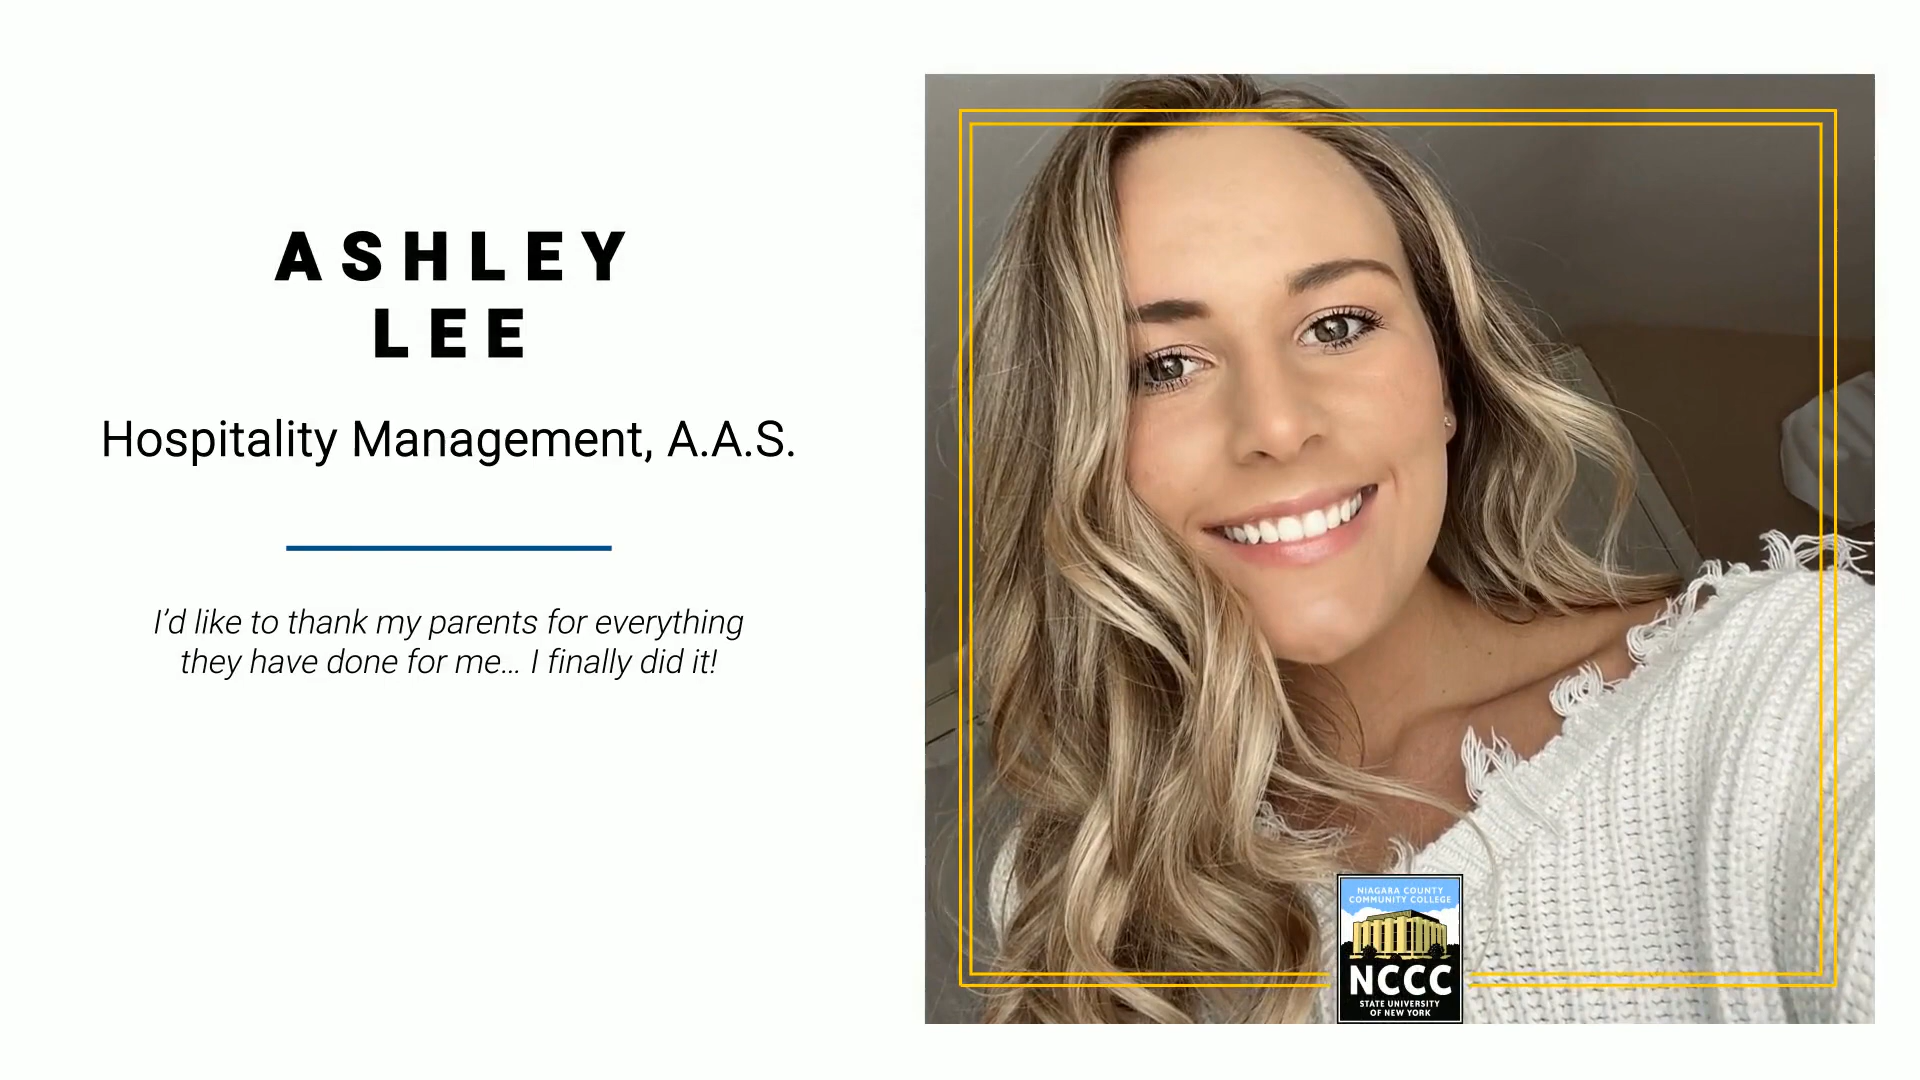 ASHLEY
LEE
Hospitality Management, A.A.S.
I’d like to thank my parents for everything
they have done for me... I finally did it!
NIAGARA COUNTY
COMMUNITY COLLEGE
NCCC
STATE UNIVERSITY
OF NEW YORK